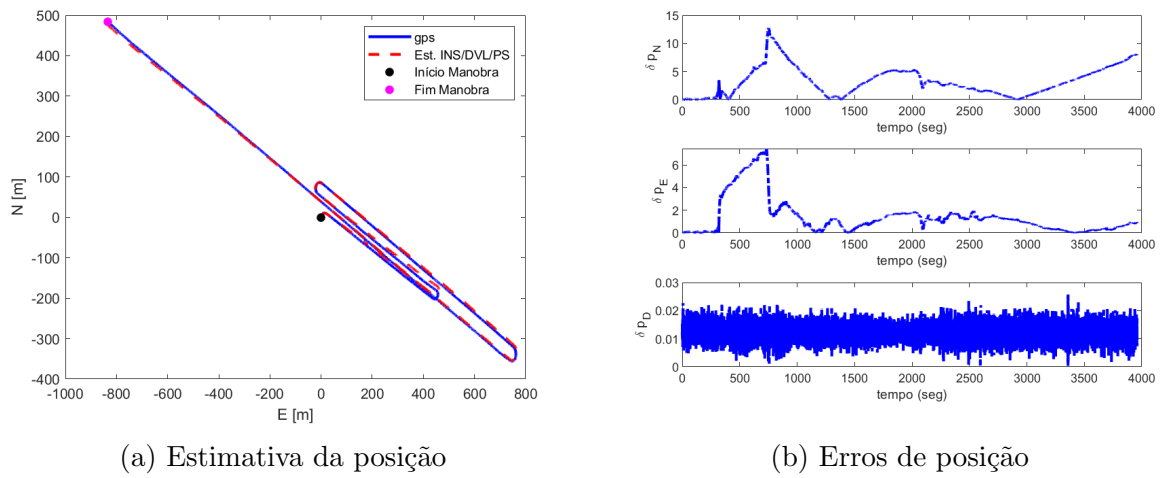 500
400
300
200
100
0
-100
-200
-300
-400
N [m]
-1000 -800 -600 -400 -200 0 200 400 600 800
E [m]
gps
Est. INS/DVL/PS
Início Manobra
Fim Manobra
(a) Estimativa da posição
15
10
5
0
δ p_N
0 500 1000 1500 2000 2500 3000 3500 4000
tempo (seg)
6
4
2
0
δ p_E
0 500 1000 1500 2000 2500 3000 3500 4000
tempo (seg)
0.03
0.02
0.01
0
δ p_D
0 500 1000 1500 2000 2500 3000 3500 4000
tempo (seg)
(b) Erros de posição